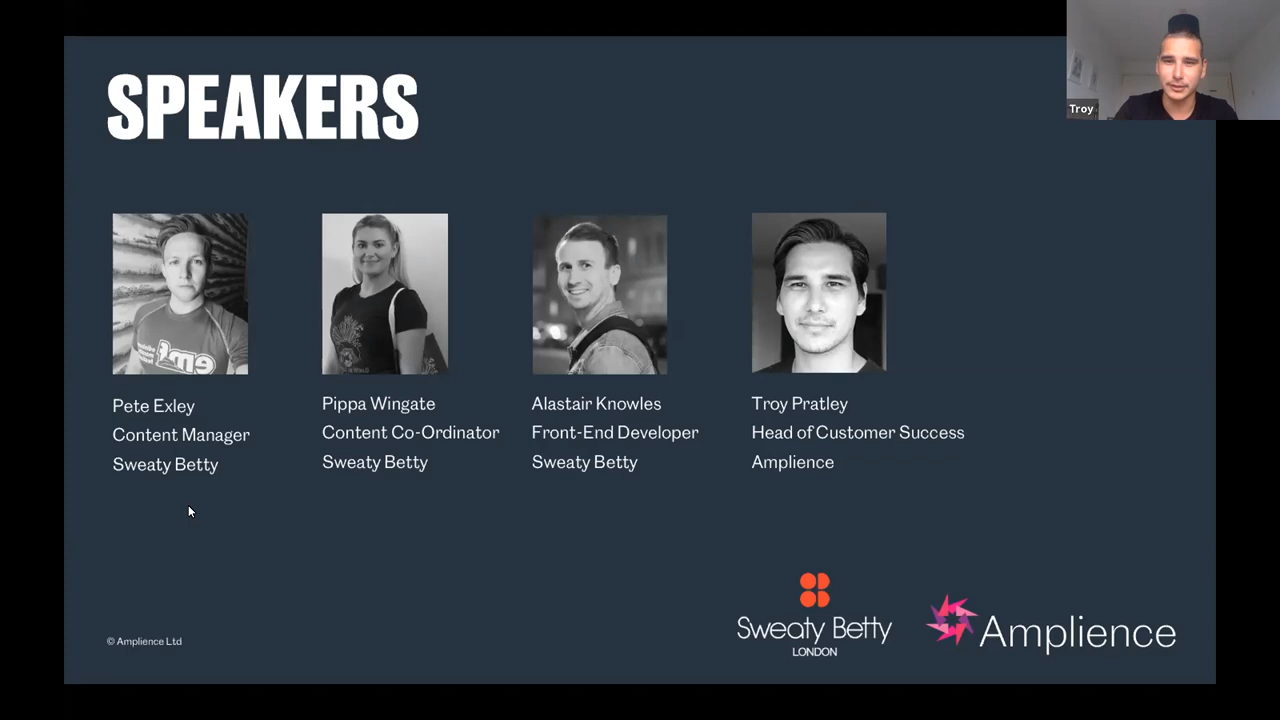 SPEAKERS
Troy
Pete Exley
Content Manager
Sweaty Betty
Pippa Wingate
Content Co-Ordinator
Sweaty Betty
Alastair Knowles
Front-End Developer
Sweaty Betty
Troy Pratley
Head of Customer Success
Amplience
© Amplience Ltd
Sweaty Betty
LONDON
Amplience